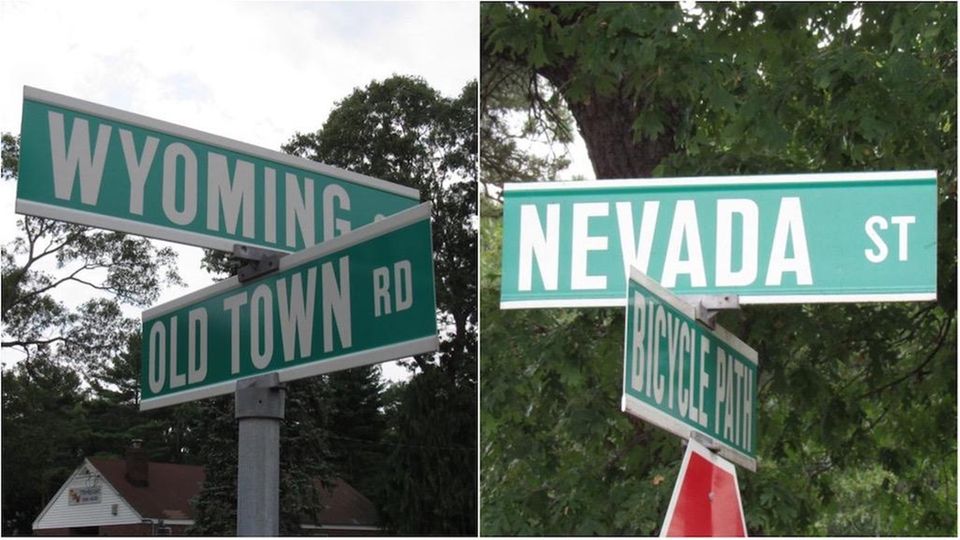 WYOMING
OLD TOWN RD
NEVADA ST
BICYCLE PATH